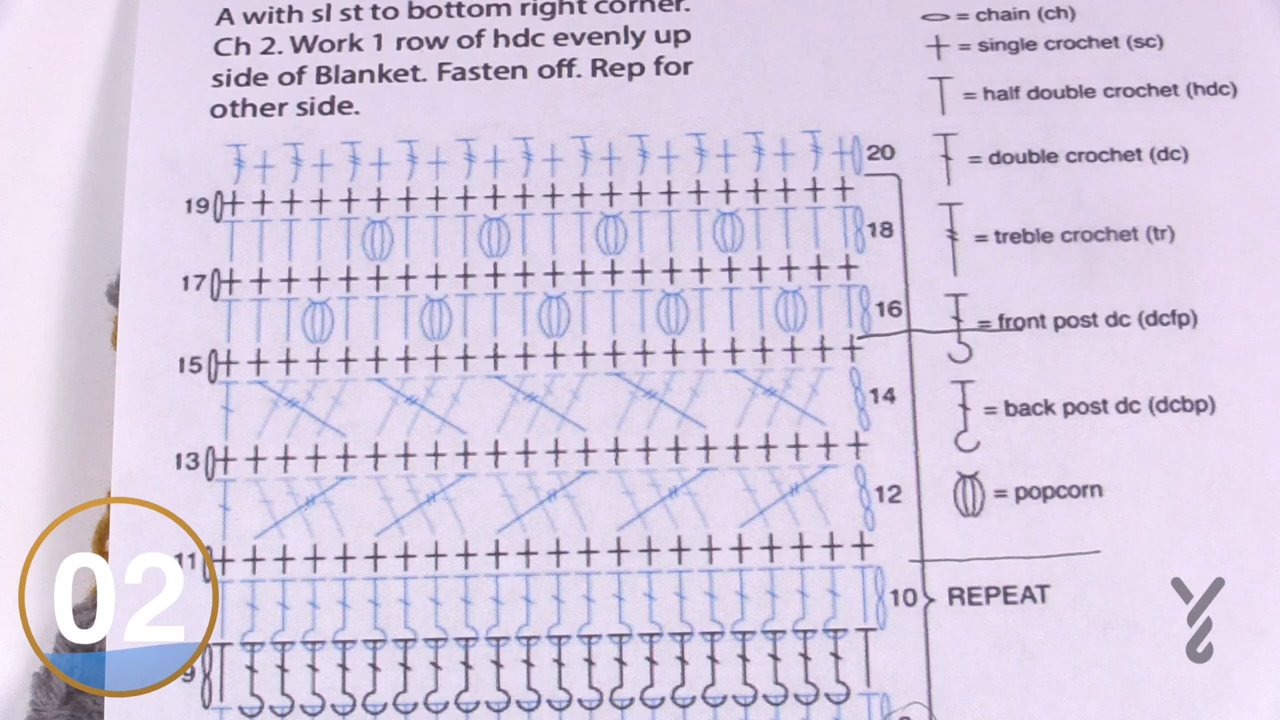 A with sl st to bottom right corner.
Ch 2. Work 1 row of hdc evenly up
side of Blanket. Fasten off. Rep for
other side.
= chain (ch)
= single crochet (sc)
= half double crochet (hdc)
= double crochet (dc)
= treble crochet (tr)
= front post dc (dcfp)
= back post dc (dcbp)
= popcorn
20
19
18
17
16
15
14
13
12
11
10
REPEAT
9
02